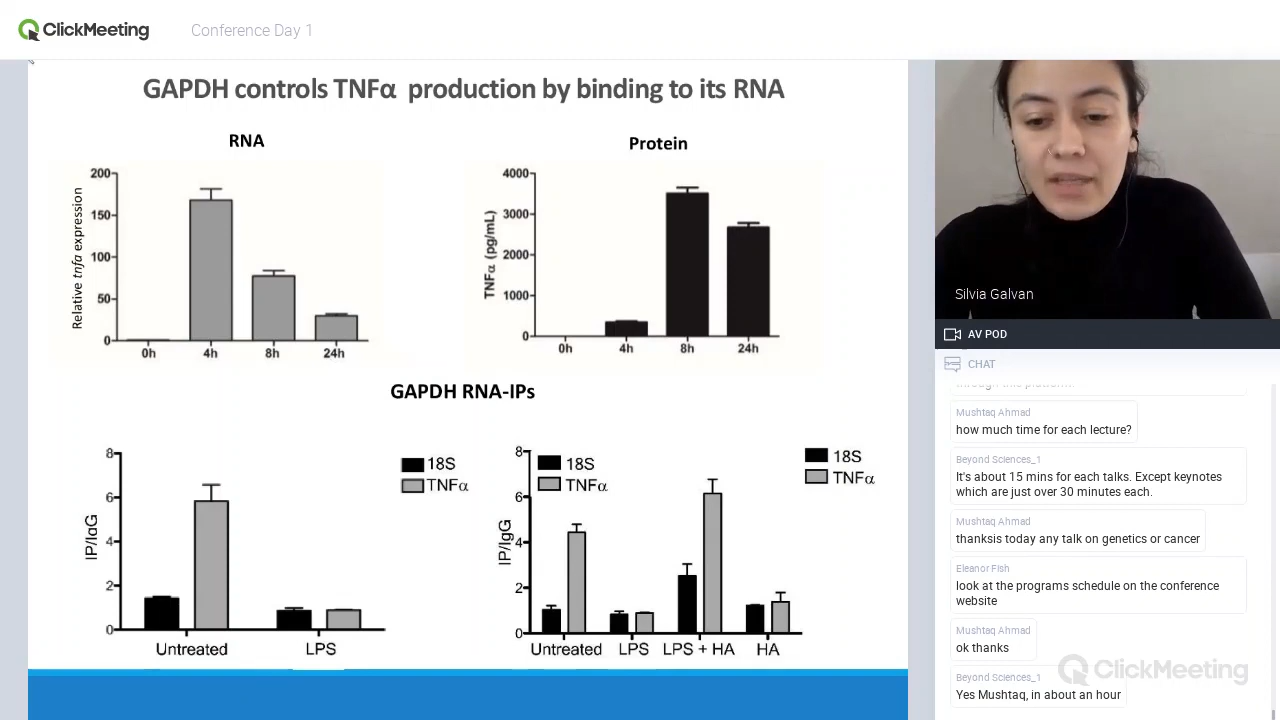 ClickMeeting
Conference Day 1
GAPDH controls TNFα production by binding to its RNA
RNA
Relative tnfa expression
200
150
100
50
0
0h 4h 8h 24h
Protein
TNFα (pg/mL)
4000
3000
2000
1000
0
0h 4h 8h 24h
GAPDH RNA-IPs
IP/IgG
8
6
4
2
0
Untreated LPS
18S
TNFα
IP/IgG
8
6
4
2
0
18S
TNFα
Untreated LPS LPS + HA HA
18S
TNFα
Silvia Galvan
AV POD
CHAT
through this platform.
Mushtaq Ahmad
how much time for each lecture?
Beyond Sciences_1
It's about 15 mins for each talks. Except keynotes
which are just over 30 minutes each.
Mushtaq Ahmad
thanksis today any talk on genetics or cancer
Eleanor Fish
look at the programs schedule on the conference
website
Mushtaq Ahmad
ok thanks
Beyond Sciences_1
Yes Mushtaq, in about an hour
ClickMeeting